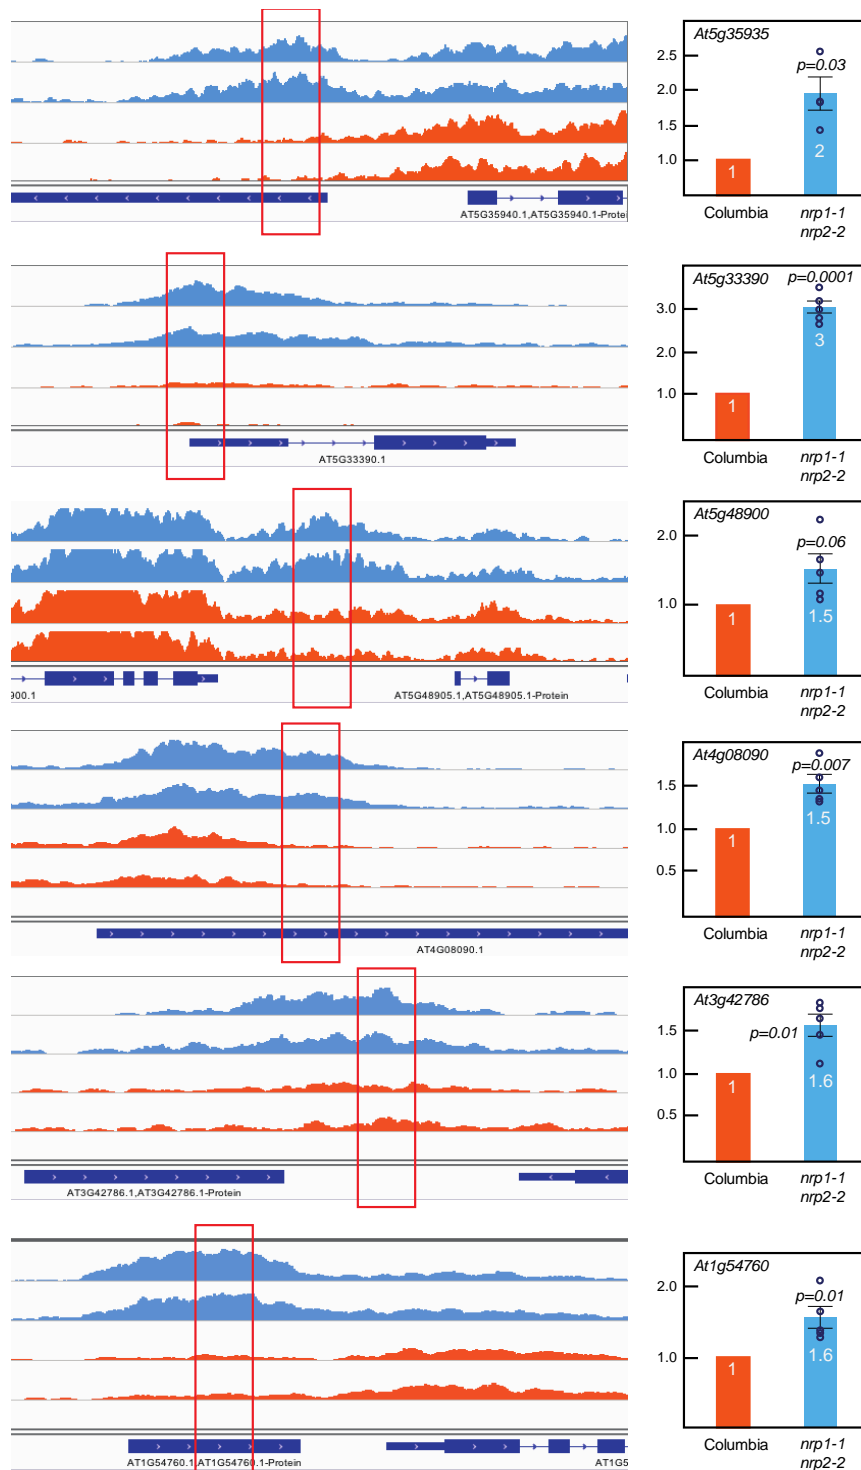 At5g35935
p=0.03
2.5
2.0
1.5
1.0
1
2
Columbia
nrp1-1
nrp2-2
AT5G35940.1,AT5G35940.1-Protei
At5g33390
p=0.0001
3.0
2.0
1.0
1
3
Columbia
nrp1-1
nrp2-2
AT5G33390.1
At5g48900
p=0.06
2.0
1.0
1
1.5
Columbia
nrp1-1
nrp2-2
900.1
AT5G48905.1,AT5G48905.1-Protein
At4g08090
p=0.007
1.5
1.0
0.5
1
1.5
Columbia
nrp1-1
nrp2-2
AT4G08090.1
At3g42786
p=0.01
1.5
1.0
0.5
1
1.6
Columbia
nrp1-1
nrp2-2
AT3G42786.1,AT3G42786.1-Protein
At1g54760
p=0.01
2.0
1.0
1
1.6
Columbia
nrp1-1
nrp2-2
AT1G54760.1,AT1G54760.1-Protein
AT1G5